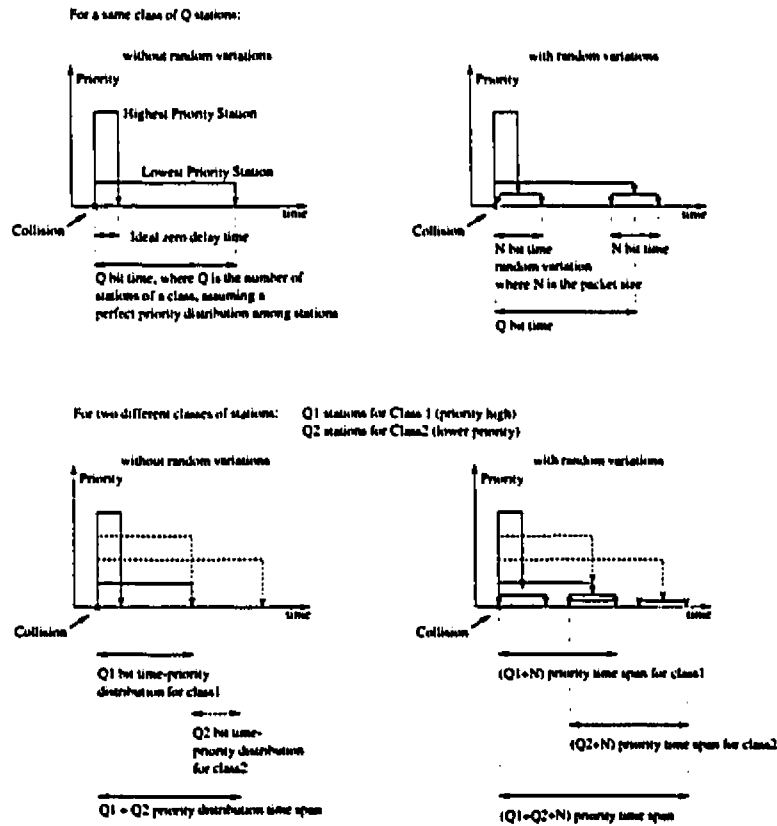 For a same class of Q stations:
without random variations
Priority
Highest Priority Station
Lowest Priority Station
time
Collision
Ideal zero delay time
Q bit time, where Q is the number of
stations of a class, assuming a
perfect priority distribution among stations
with random variations
Priority
time
Collision
N bit time
random variation
where N is the packet size
N bit time
Q bit time
For two different classes of stations:
Q1 stations for Class 1 (priority high)
Q2 stations for Class2 (lower priority)
without random variations
Priority
time
Collision
Q1 bit time-priority
distribution for class1
Q2 bit time-
priority distribution
for class2
Q1 + Q2 priority distribution time span
with random variations
Priority
time
Collision
(Q1+N) priority time span for class1
(Q2+N) priority time span for class2
(Q1+Q2+N) priority time span